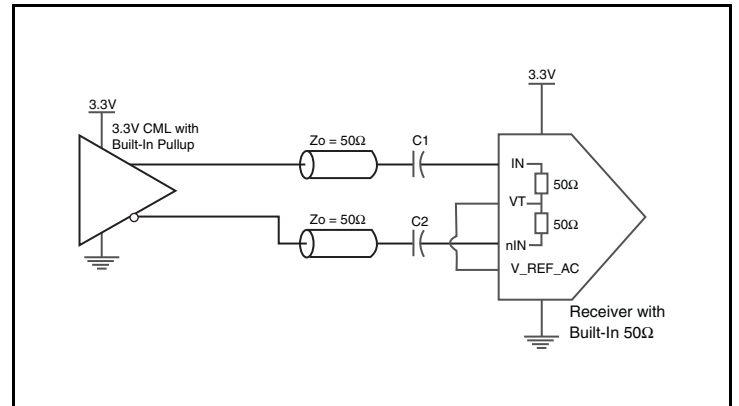 3.3V
3.3V
3.3V CML with
Built-In Pullup
Zo = 50Ω
C1
IN
50Ω
VT
Zo = 50Ω
C2
50Ω
nIN
V_REF_AC
Receiver with
Built-In 50Ω